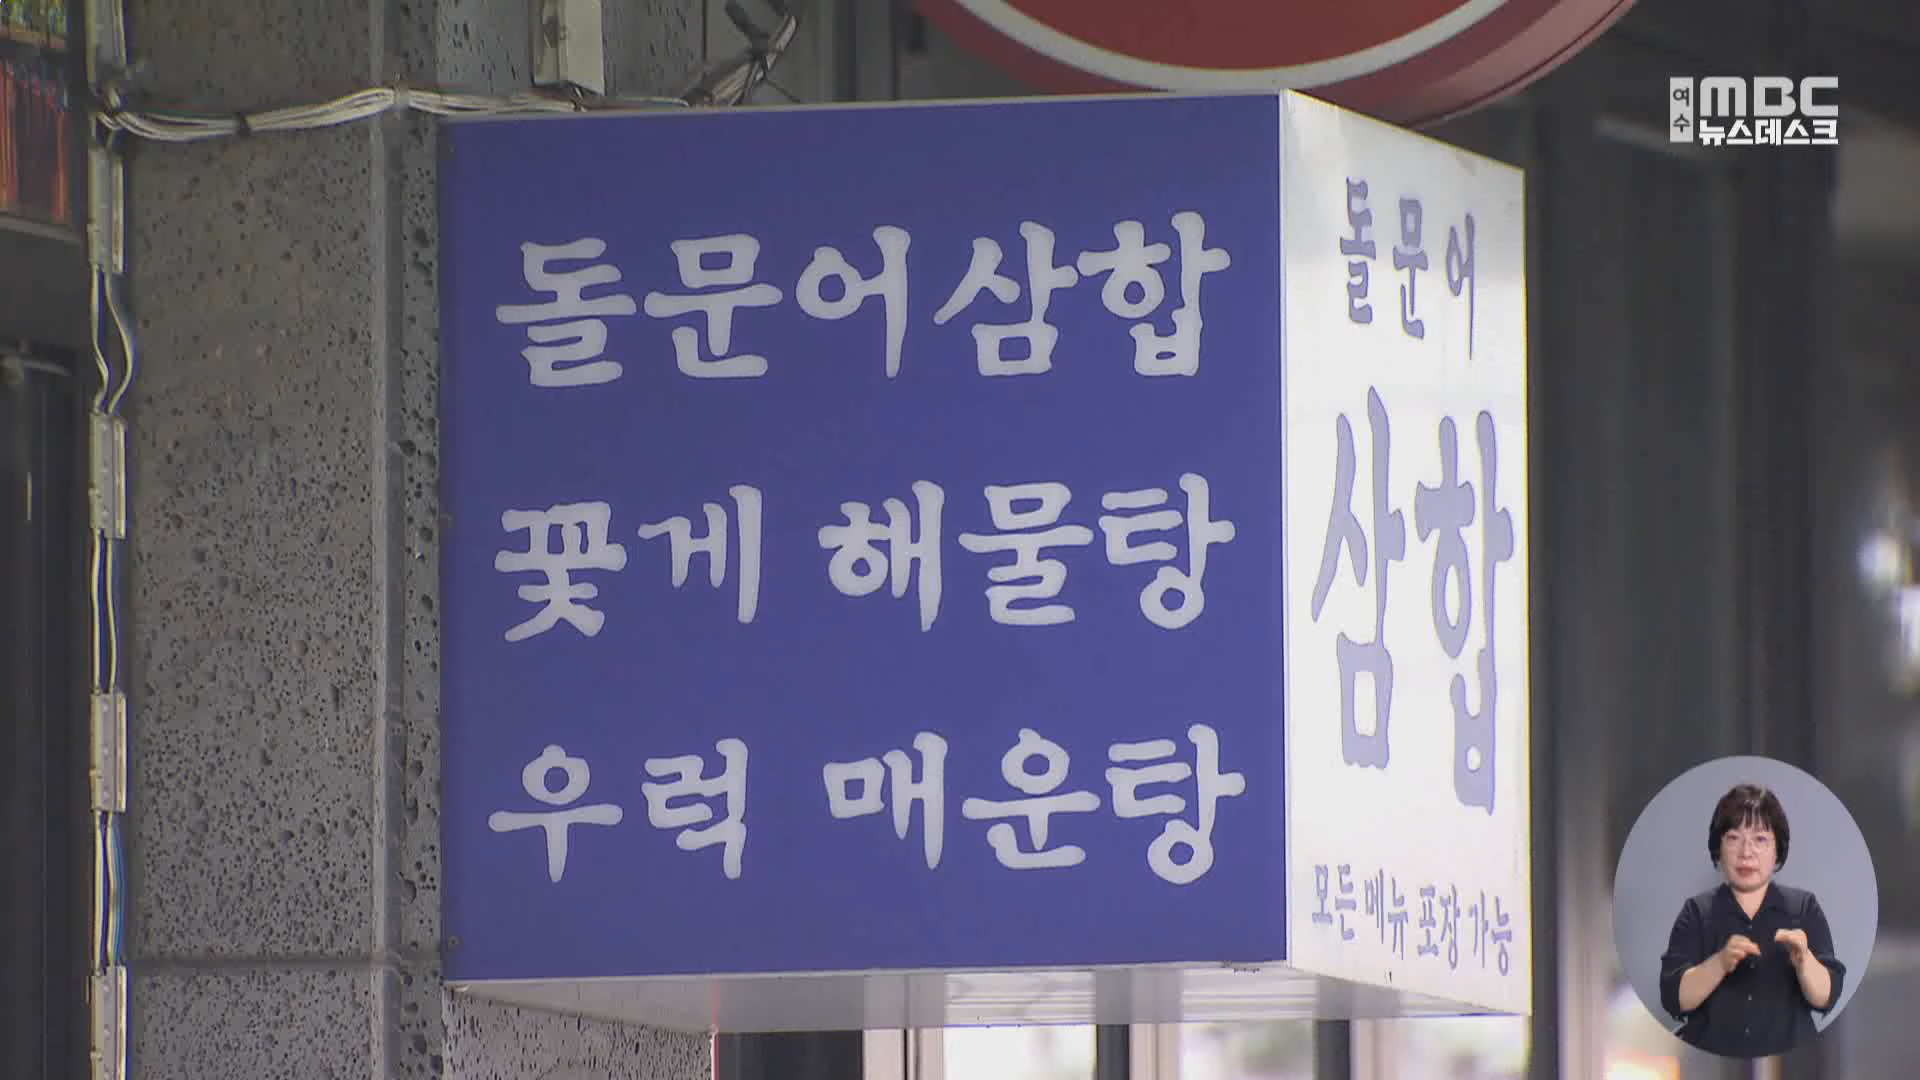 돌문어삼합
꽃게 해물탕
우럭 매운탕
돌문어
삼합
모든 메뉴 포장 가능
여수 MBC
뉴스데스크